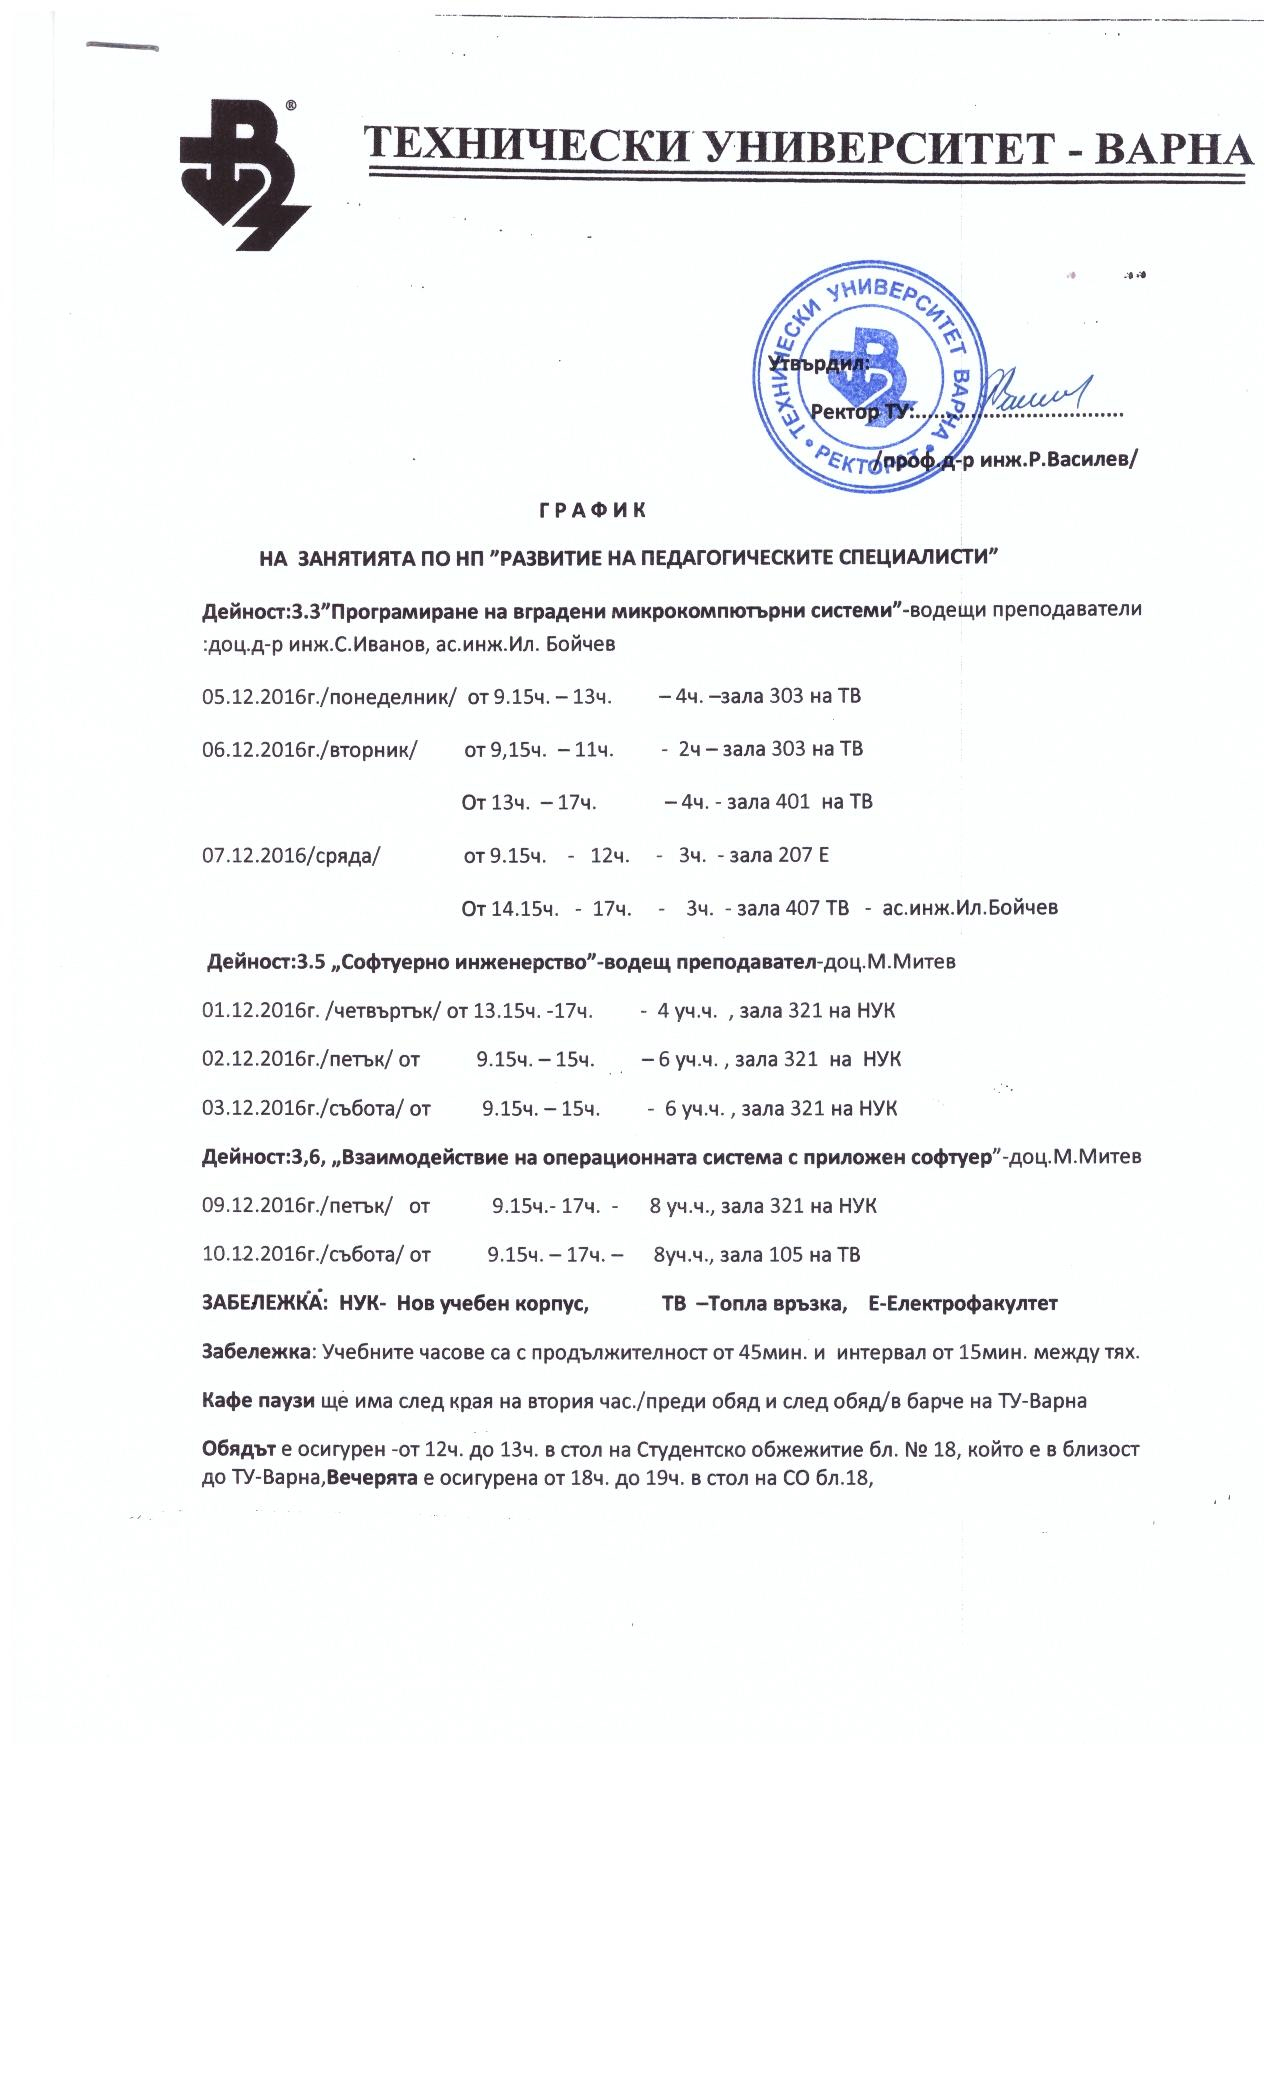 ®
ТЕХНИЧЕСКИ УНИВЕРСИТЕТ - ВАРНА
ТЕХНИЧЕСКИ УНИВЕРСИТЕТ ВАРНА • РЕКТОРАТ •
Утвърдил:
Ректор ТУ:..................................
/проф.д-р инж.Р.Василев/
Г Р А Ф И К
НА ЗАНЯТИЯТА ПО НП ”РАЗВИТИЕ НА ПЕДАГОГИЧЕСКИТЕ СПЕЦИАЛИСТИ”
Дейност:3.3”Програмиране на вградени микрокомпютърни системи”-водещи преподаватели
:доц.д-р инж.С.Иванов, ас.инж.Ил. Бойчев
05.12.2016г./понеделник/ от 9.15ч. – 13ч. – 4ч. –зала 303 на ТВ
06.12.2016г./вторник/ от 9,15ч. – 11ч. - 2ч – зала 303 на ТВ
От 13ч. – 17ч. – 4ч. - зала 401 на ТВ
07.12.2016/сряда/ от 9.15ч. - 12ч. - 3ч. - зала 207 Е
От 14.15ч. - 17ч. - 3ч. - зала 407 ТВ - ас.инж.Ил.Бойчев
Дейност:3.5 „Софтуерно инженерство”-водещ преподавател-доц.М.Митев
01.12.2016г. /четвъртък/ от 13.15ч. -17ч. - 4 уч.ч. , зала 321 на НУК
02.12.2016г./петък/ от 9.15ч. – 15ч. – 6 уч.ч. , зала 321 на НУК
03.12.2016г./събота/ от 9.15ч. – 15ч. - 6 уч.ч. , зала 321 на НУК
Дейност:3,6, „Взаимодействие на операционната система с приложен софтуер”-доц.М.Митев
09.12.2016г./петък/ от 9.15ч.- 17ч. - 8 уч.ч., зала 321 на НУК
10.12.2016г./събота/ от 9.15ч. – 17ч. – 8уч.ч., зала 105 на ТВ
ЗАБЕЛЕЖКА: НУК- Нов учебен корпус, ТВ –Топла връзка, Е-Електрофакултет
Забележка: Учебните часове са с продължителност от 45мин. и интервал от 15мин. между тях.
Кафе паузи ще има след края на втория час./преди обяд и след обяд/в барче на ТУ-Варна
Обядът е осигурен -от 12ч. до 13ч. в стол на Студентско обжежитие бл. № 18, който е в близост
до ТУ-Варна,Вечерята е осигурена от 18ч. до 19ч. в стол на СО бл.18,